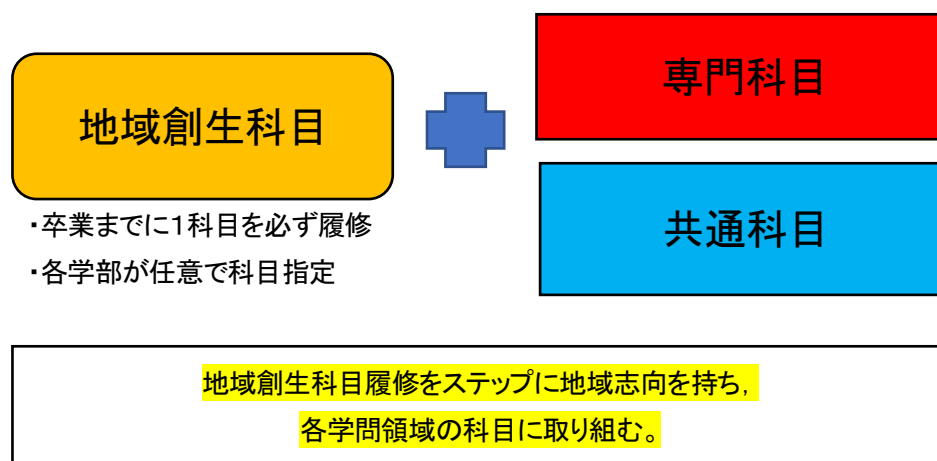 地域創生科目
・卒業までに１科目を必ず履修
・各学部が任意で科目指定
専門科目
共通科目
地域創生科目履修をステップに地域志向を持ち，
各学問領域の科目に取り組む。